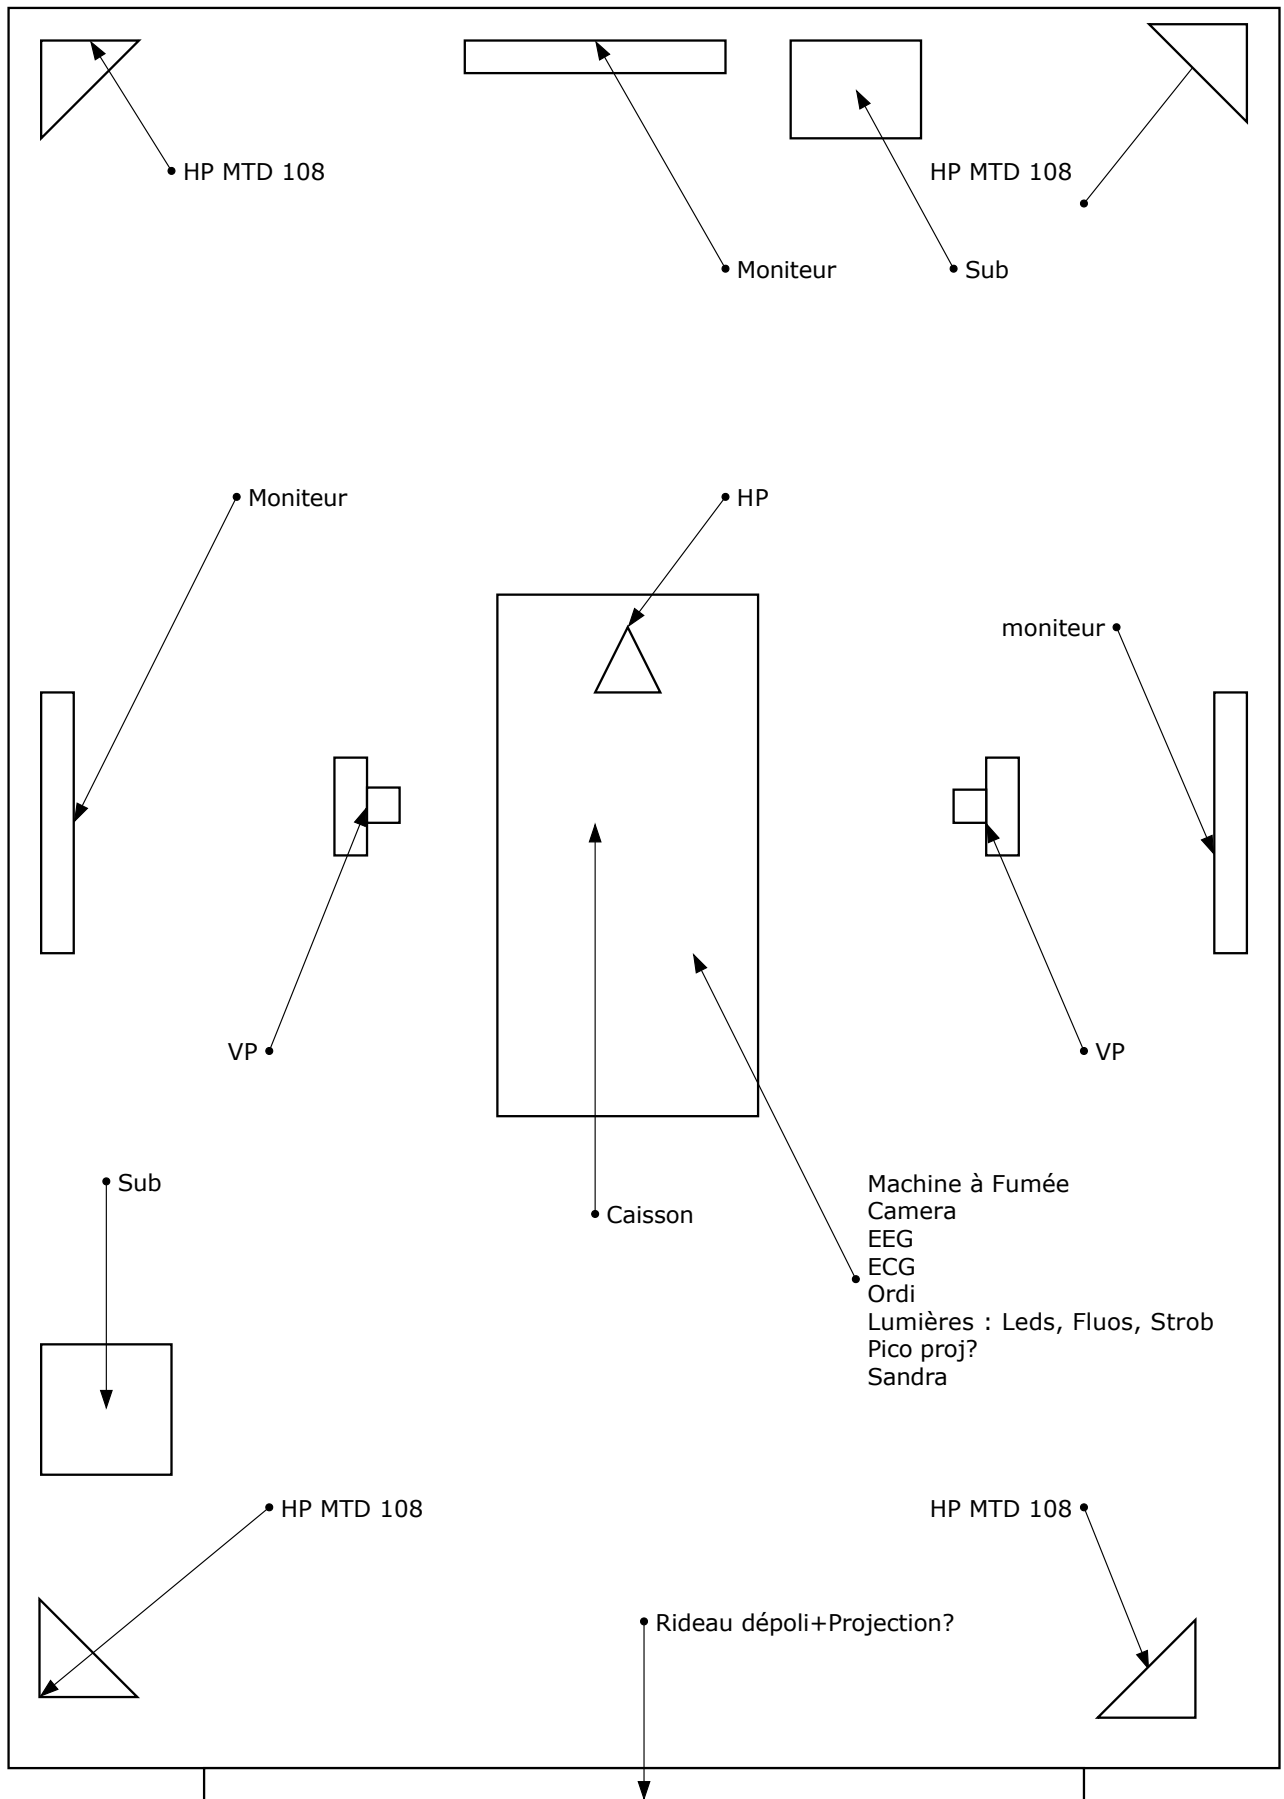 HP MTD 108
HP MTD 108
Moniteur
Sub
Moniteur
HP
moniteur
VP
VP
Sub
Caisson
Machine à Fumée
Camera
EEG
ECG
Ordi
Lumières : Leds, Fluos, Strob
Pico proj?
Sandra
HP MTD 108
HP MTD 108
Rideau dépoli+Projection?